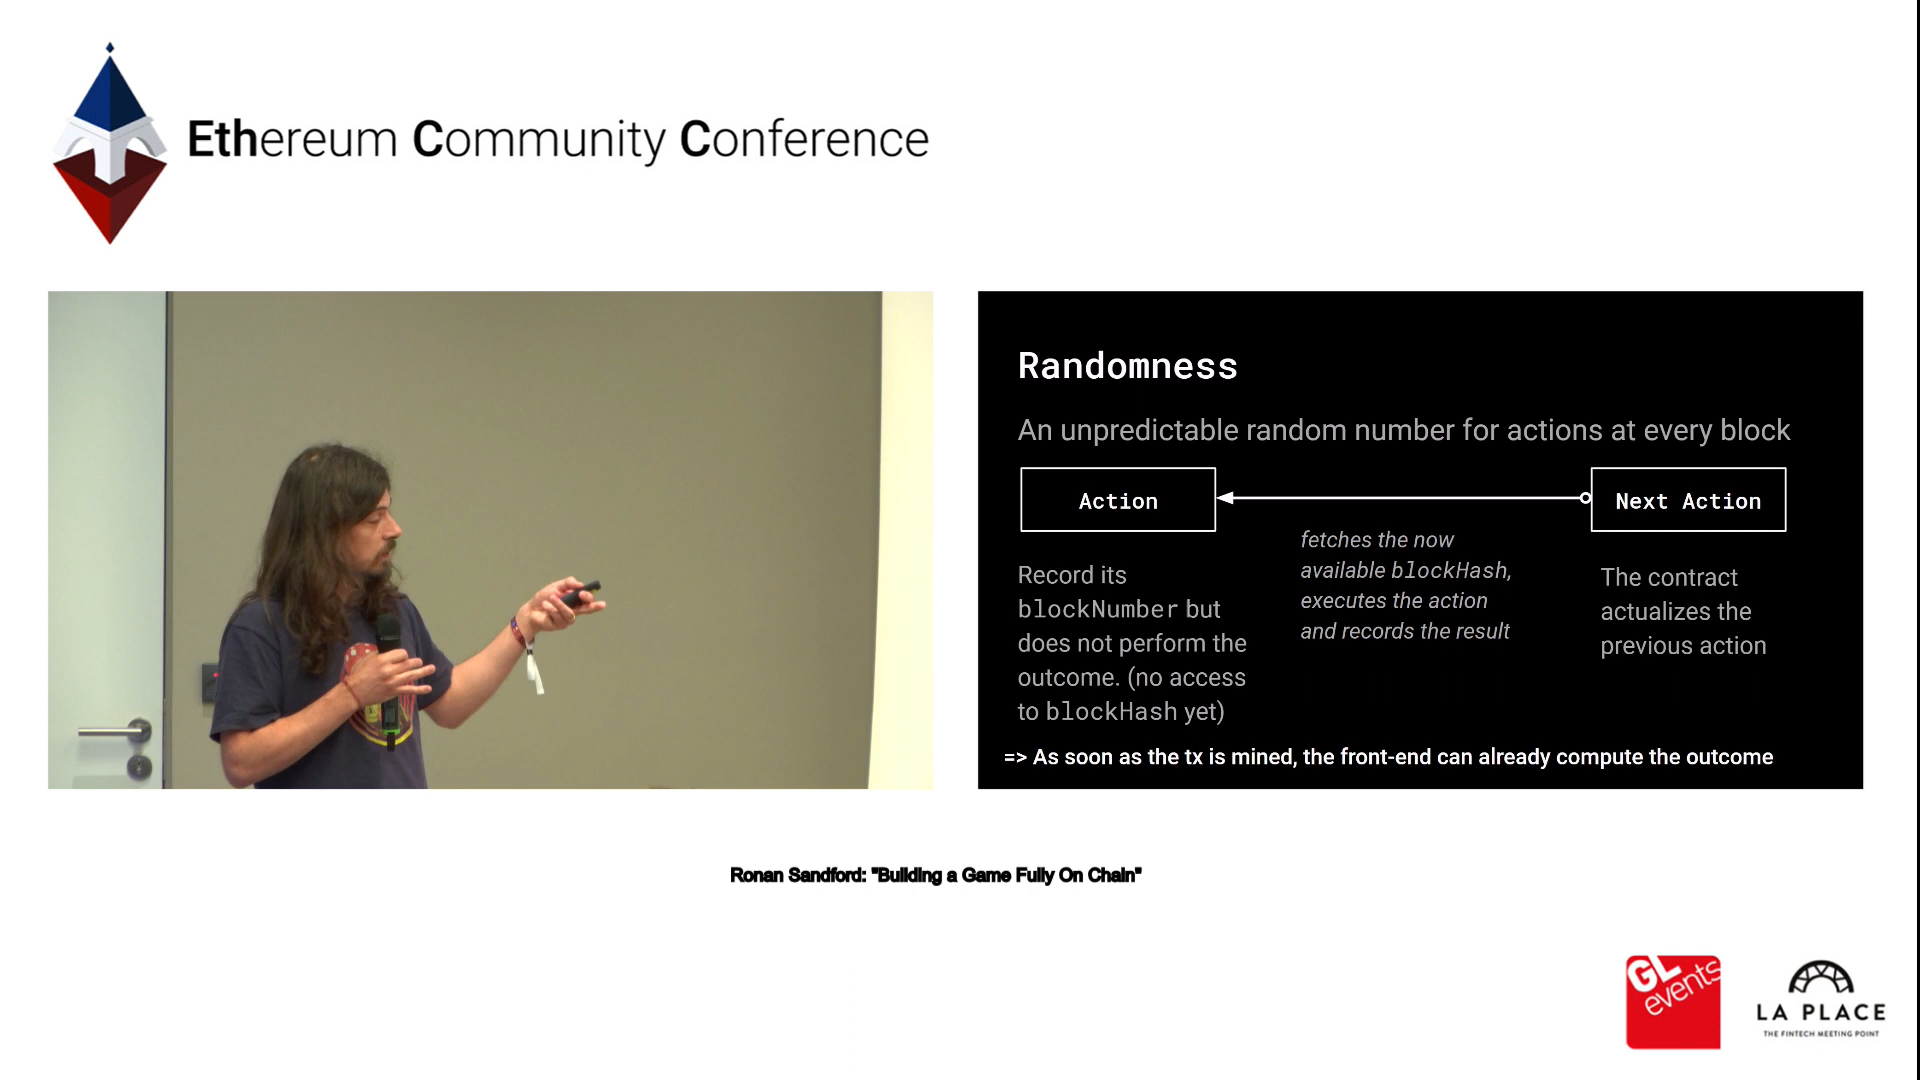 Ethereum Community Conference
Randomness
An unpredictable random number for actions at every block
Action
Next Action
fetches the now
available blockHash,
executes the action
and records the result
Record its
blockNumber but
does not perform the
outcome. (no access
to blockHash yet)
The contract
actualizes the
previous action
=> As soon as the tx is mined, the front-end can already compute the outcome
Ronan Sandford: "Building a Game Fully On Chain"
GL
events
LA PLACE
THE FINTECH MEETING POINT